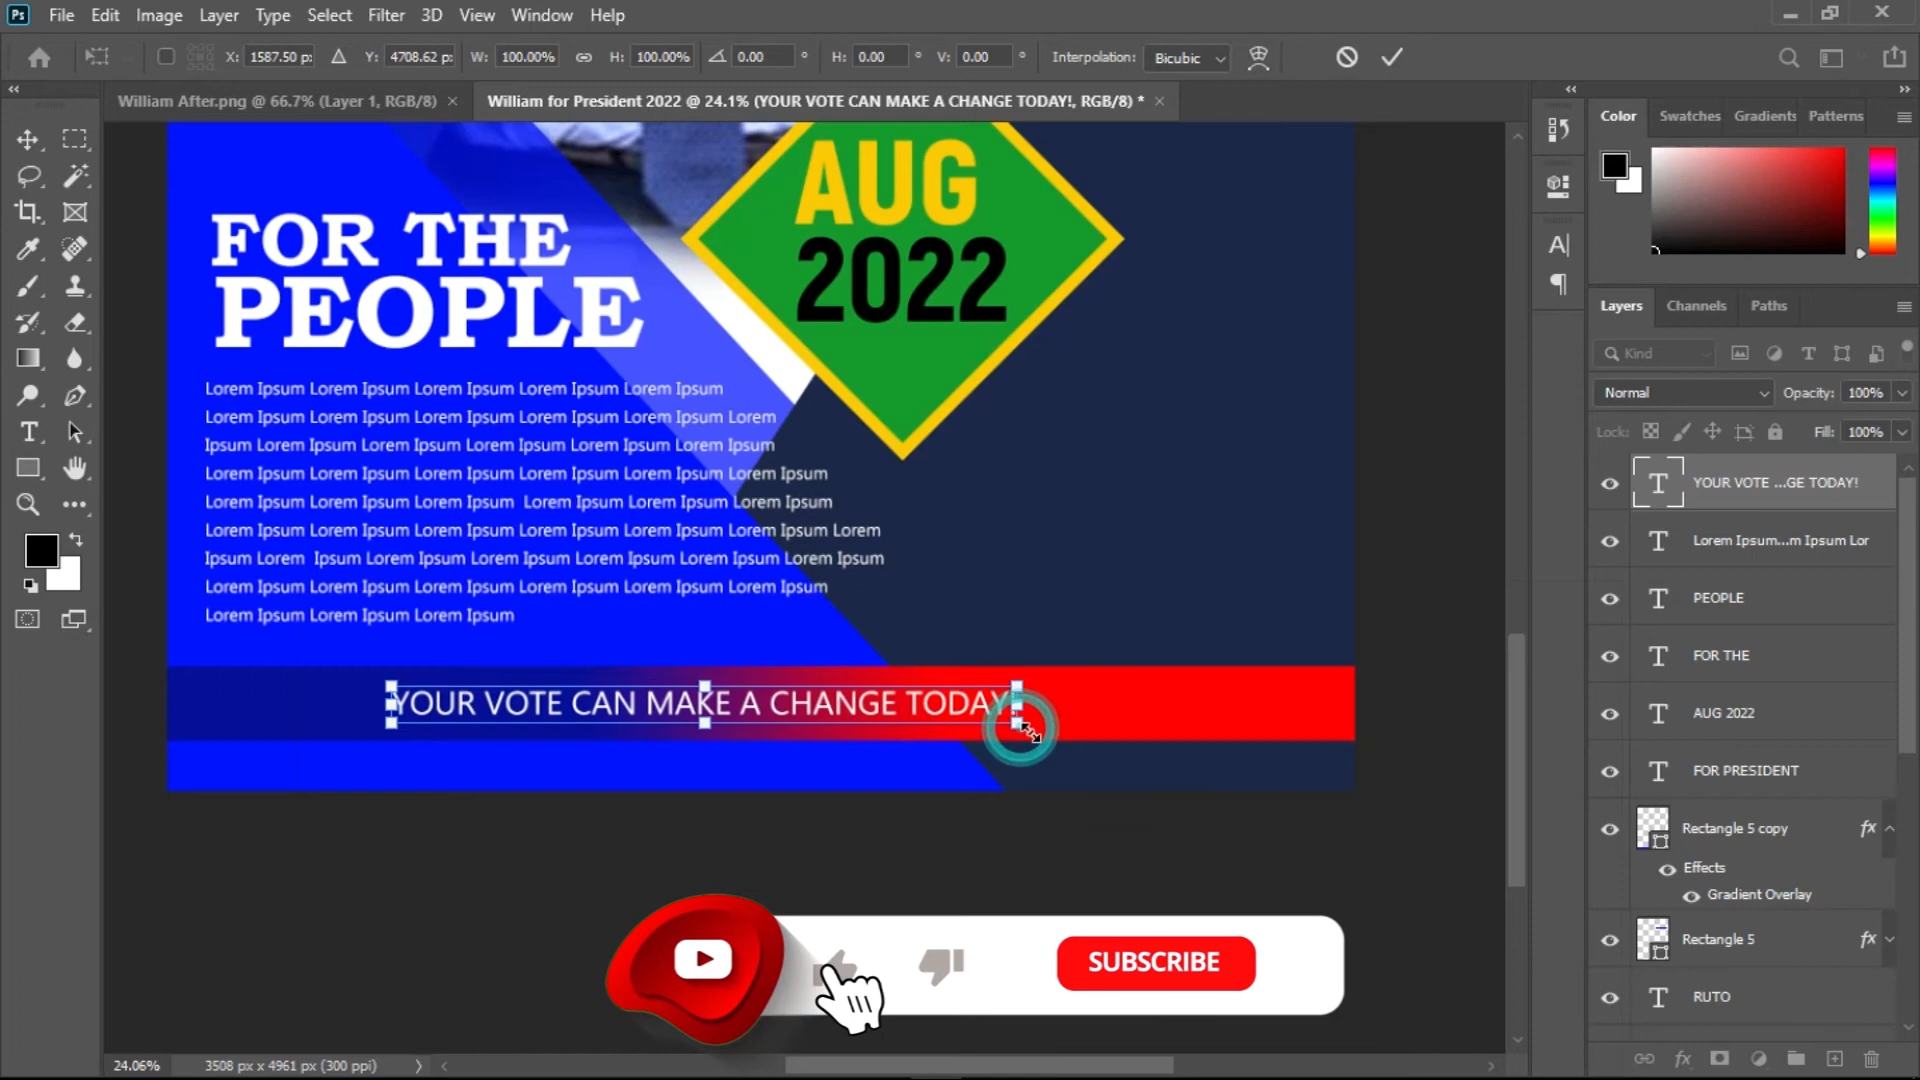 Ps File Edit Image Layer Type Select Filter 3D View Window Help
X: 1587.50 p: Y: 4708.62 p: W: 100.00% H: 100.00% 0.00 ° H: 0.00 ° V: 0.00 ° Interpolation: Bicubic
William After.png @ 66.7% (Layer 1, RGB/8) × William for President 2022 @ 24.1% (YOUR VOTE CAN MAKE A CHANGE TODAY!, RGB/8) * ×
AUG
2022
FOR THE
PEOPLE
Lorem Ipsum Lorem Ipsum Lorem Ipsum Lorem Ipsum Lorem Ipsum
Lorem Ipsum Lorem Ipsum Lorem Ipsum Lorem Ipsum Lorem Ipsum Lorem
Ipsum Lorem Ipsum Lorem Ipsum Lorem Ipsum Lorem Ipsum Lorem Ipsum
Lorem Ipsum Lorem Ipsum Lorem Ipsum Lorem Ipsum Lorem Ipsum Lorem Ipsum
Lorem Ipsum Lorem Ipsum Lorem Ipsum  Lorem Ipsum Lorem Ipsum Lorem Ipsum
Lorem Ipsum Lorem Ipsum Lorem Ipsum Lorem Ipsum Lorem Ipsum Lorem Ipsum Lorem
Ipsum Lorem  Ipsum Lorem Ipsum Lorem Ipsum Lorem Ipsum Lorem Ipsum Lorem Ipsum
Lorem Ipsum Lorem Ipsum Lorem Ipsum Lorem Ipsum Lorem Ipsum Lorem Ipsum
Lorem Ipsum Lorem Ipsum Lorem Ipsum
YOUR VOTE CAN MAKE A CHANGE TODAY!
SUBSCRIBE
24.06% 3508 px x 4961 px (300 ppi)
Color Swatches Gradients Patterns
Layers Channels Paths
Kind
Normal Opacity: 100%
Lock: Fill: 100%
YOUR VOTE ...GE TODAY!
Lorem Ipsum...m Ipsum Lor
PEOPLE
FOR THE
AUG 2022
FOR PRESIDENT
Rectangle 5 copy fx
Effects
Gradient Overlay
Rectangle 5 fx
RUTO
fx